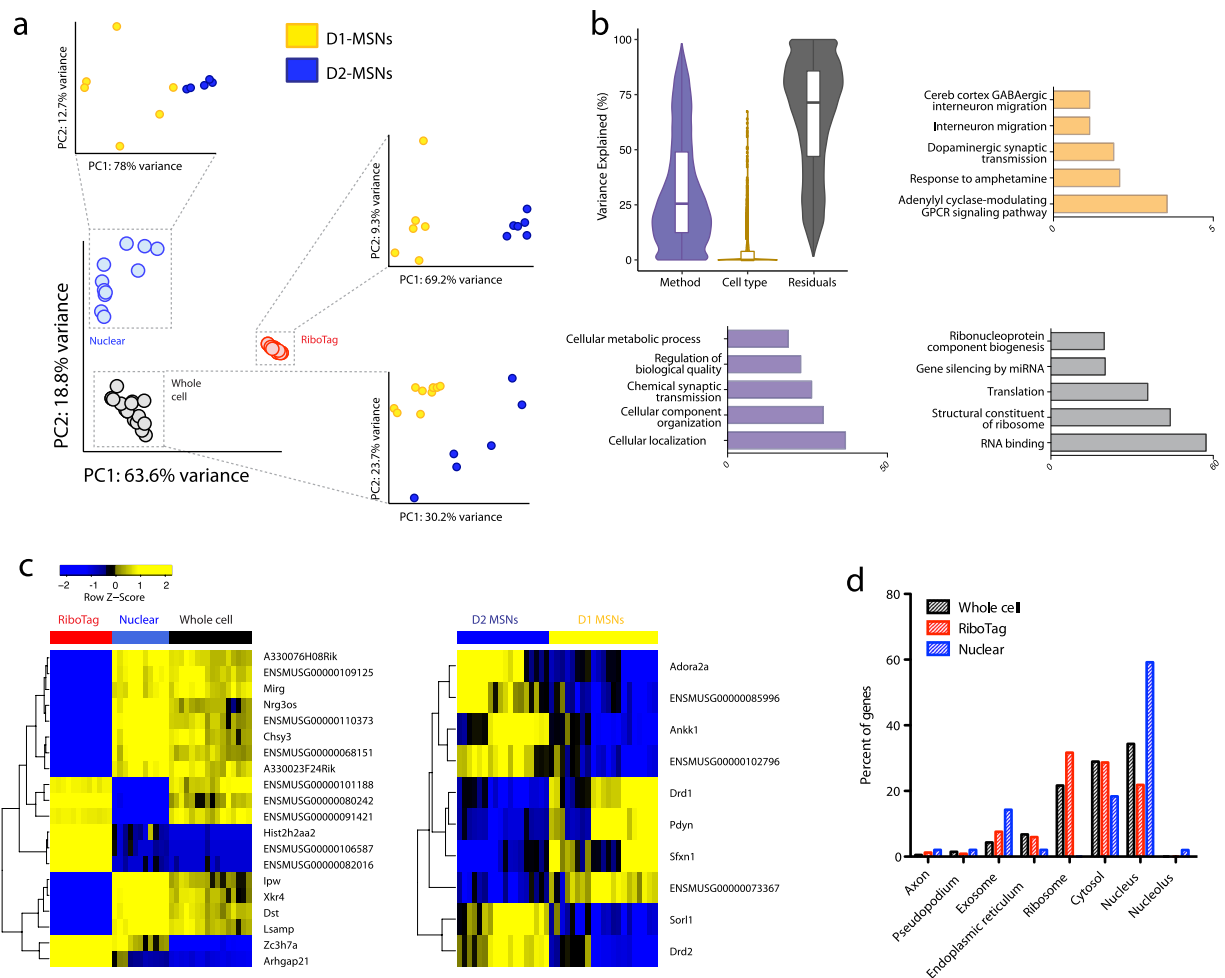 a
D1-MSNs
D2-MSNs
PC2: 12.7% variance
PC1: 78% variance
PC2: 9.3% variance
PC1: 69.2% variance
PC2: 18.8% variance
Nuclear
RiboTag
Whole
cell
PC1: 63.6% variance
PC2: 23.7% variance
PC1: 30.2% variance
b
Variance Explained (%)
100
75
50
25
0
Method
Cell type
Residuals
Cereb cortex GABAergic
interneuron migration
Interneuron migration
Dopaminergic synaptic
transmission
Response to amphetamine
Adenylyl cyclase-modulating
GPCR signaling pathway
0
5
Cellular metabolic process
Regulation of
biological quality
Chemical synaptic
transmission
Cellular component
organization
Cellular localization
0
50
Ribonucleoprotein
component biogenesis
Gene silencing by miRNA
Translation
Structural constituent
of ribosome
RNA binding
0
60
c
-2 -1 0 1 2
Row Z−Score
RiboTag
Nuclear
Whole cell
A330076H08Rik
ENSMUSG00000109125
Mirg
Nrg3os
ENSMUSG00000110373
Chsy3
ENSMUSG00000068151
A330023F24Rik
ENSMUSG00000101188
ENSMUSG00000080242
ENSMUSG00000091421
Hist2h2aa2
ENSMUSG00000106587
ENSMUSG00000082016
Ipw
Xkr4
Dst
Lsamp
Zc3h7a
Arhgap21
D2 MSNs
D1 MSNs
Adora2a
ENSMUSG00000085996
Ankk1
ENSMUSG00000102796
Drd1
Pdyn
Sfxn1
ENSMUSG00000073367
Sorl1
Drd2
d
Percent of genes
80
60
40
20
0
Whole cell
RiboTag
Nuclear
Axon
Pseudopodium
Exosome
Endoplasmic reticulum
Ribosome
Cytosol
Nucleus
Nucleolus